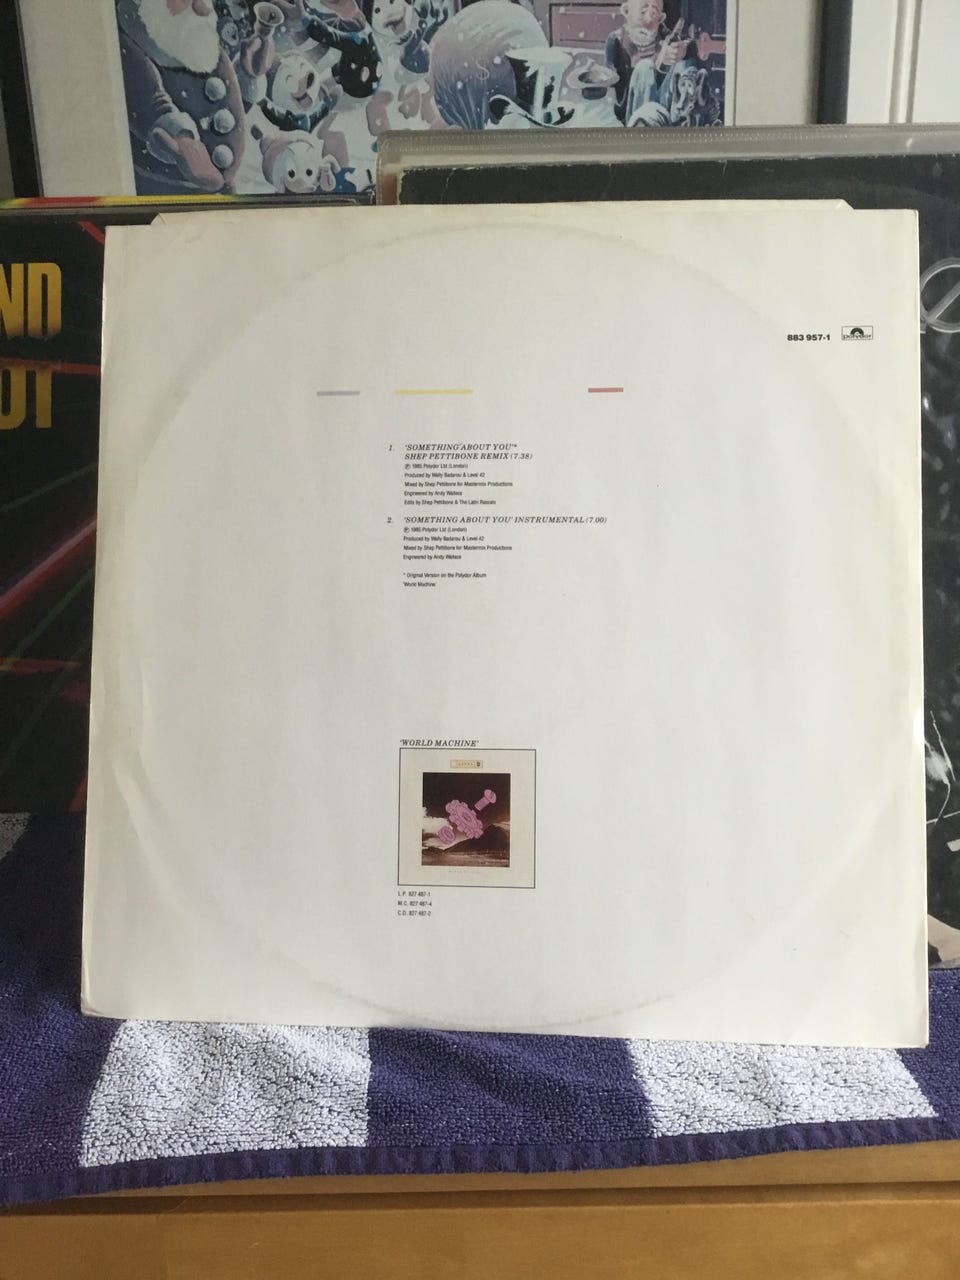 ND
OT
883 957-1 polydor
1. 'SOMETHING ABOUT YOU'*
SHEP PETTIBONE REMIX (7.38)
℗ 1985 Polydor Ltd (London)
Produced by Wally Badarou & Level 42
Mixed by Shep Pettibone for Mastermix Productions
Engineered by Andy Wallace
Edits by Shep Pettibone & The Latin Rascals
2. 'SOMETHING ABOUT YOU' INSTRUMENTAL (7.00)
℗ 1985 Polydor Ltd (London)
Produced by Wally Badarou & Level 42
Mixed by Shep Pettibone for Mastermix Productions
Engineered by Andy Wallace
* Original Version on the Polydor Album
'World Machine'
'WORLD MACHINE'
L.P. 827 487-1
M.C. 827 487-4
C.D. 827 487-2